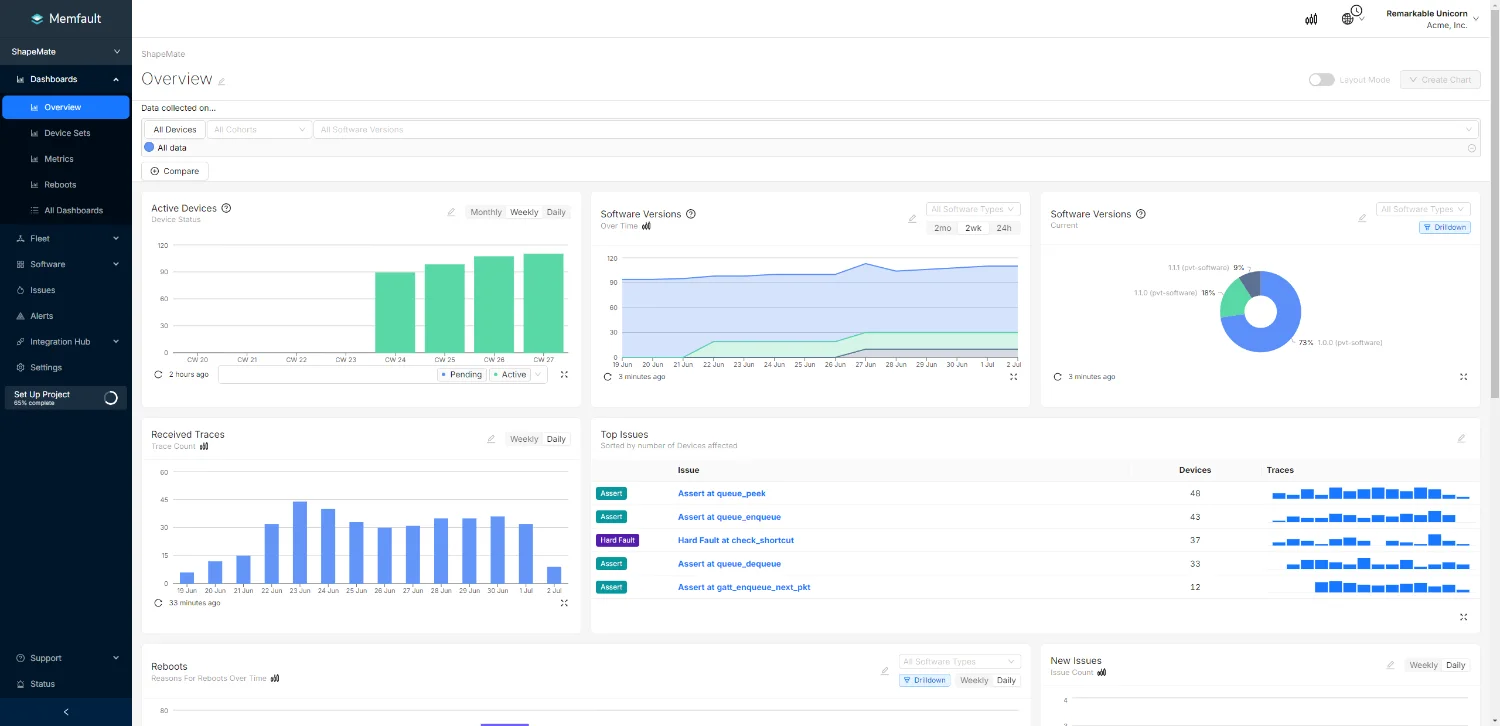 Memfault
ShapeMate
Dashboards
Overview
Device Sets
Metrics
Reboots
All Dashboards
Fleet
Software
Issues
Alerts
Integration Hub
Settings
Set Up Project
65% complete
Support
Status
Remarkable Unicorn
Acme, Inc.
ShapeMate
Overview
Layout Mode
Create Chart
Data collected on...
All Devices
All Cohorts
All Software Versions
All data
Compare
Active Devices
Device Status
Monthly Weekly Daily
120
90
60
30
0
CW 20 CW 21 CW 22 CW 23 CW 24 CW 25 CW 26 CW 27
2 hours ago
Pending
Active
Software Versions
Over Time
All Software Types
2mo 2wk 24h
120
90
60
30
0
19 Jun 20 Jun 21 Jun 22 Jun 23 Jun 24 Jun 25 Jun 26 Jun 27 Jun 28 Jun 29 Jun 30 Jun 1 Jul 2 Jul
3 minutes ago
Software Versions
Current
All Software Types
Drilldown
1.1.1 (pvt-software) 9%
1.1.0 (pvt-software) 18%
73% 1.0.0 (pvt-software)
3 minutes ago
Received Traces
Trace Count
Weekly Daily
60
45
30
15
0
19 Jun 20 Jun 21 Jun 22 Jun 23 Jun 24 Jun 25 Jun 26 Jun 27 Jun 28 Jun 29 Jun 30 Jun 1 Jul 2 Jul
33 minutes ago
Top Issues
Sorted by number of Devices affected
Issue Devices Traces
Assert Assert at queue_peek 48
Assert Assert at queue_enqueue 43
Hard Fault Hard Fault at check_shortcut 37
Assert Assert at queue_dequeue 33
Assert Assert at gatt_enqueue_next_pkt 12
Reboots
Reasons For Reboots Over Time
All Software Types
Drilldown
Weekly Daily
80
New Issues
Issue Count
Weekly Daily
4